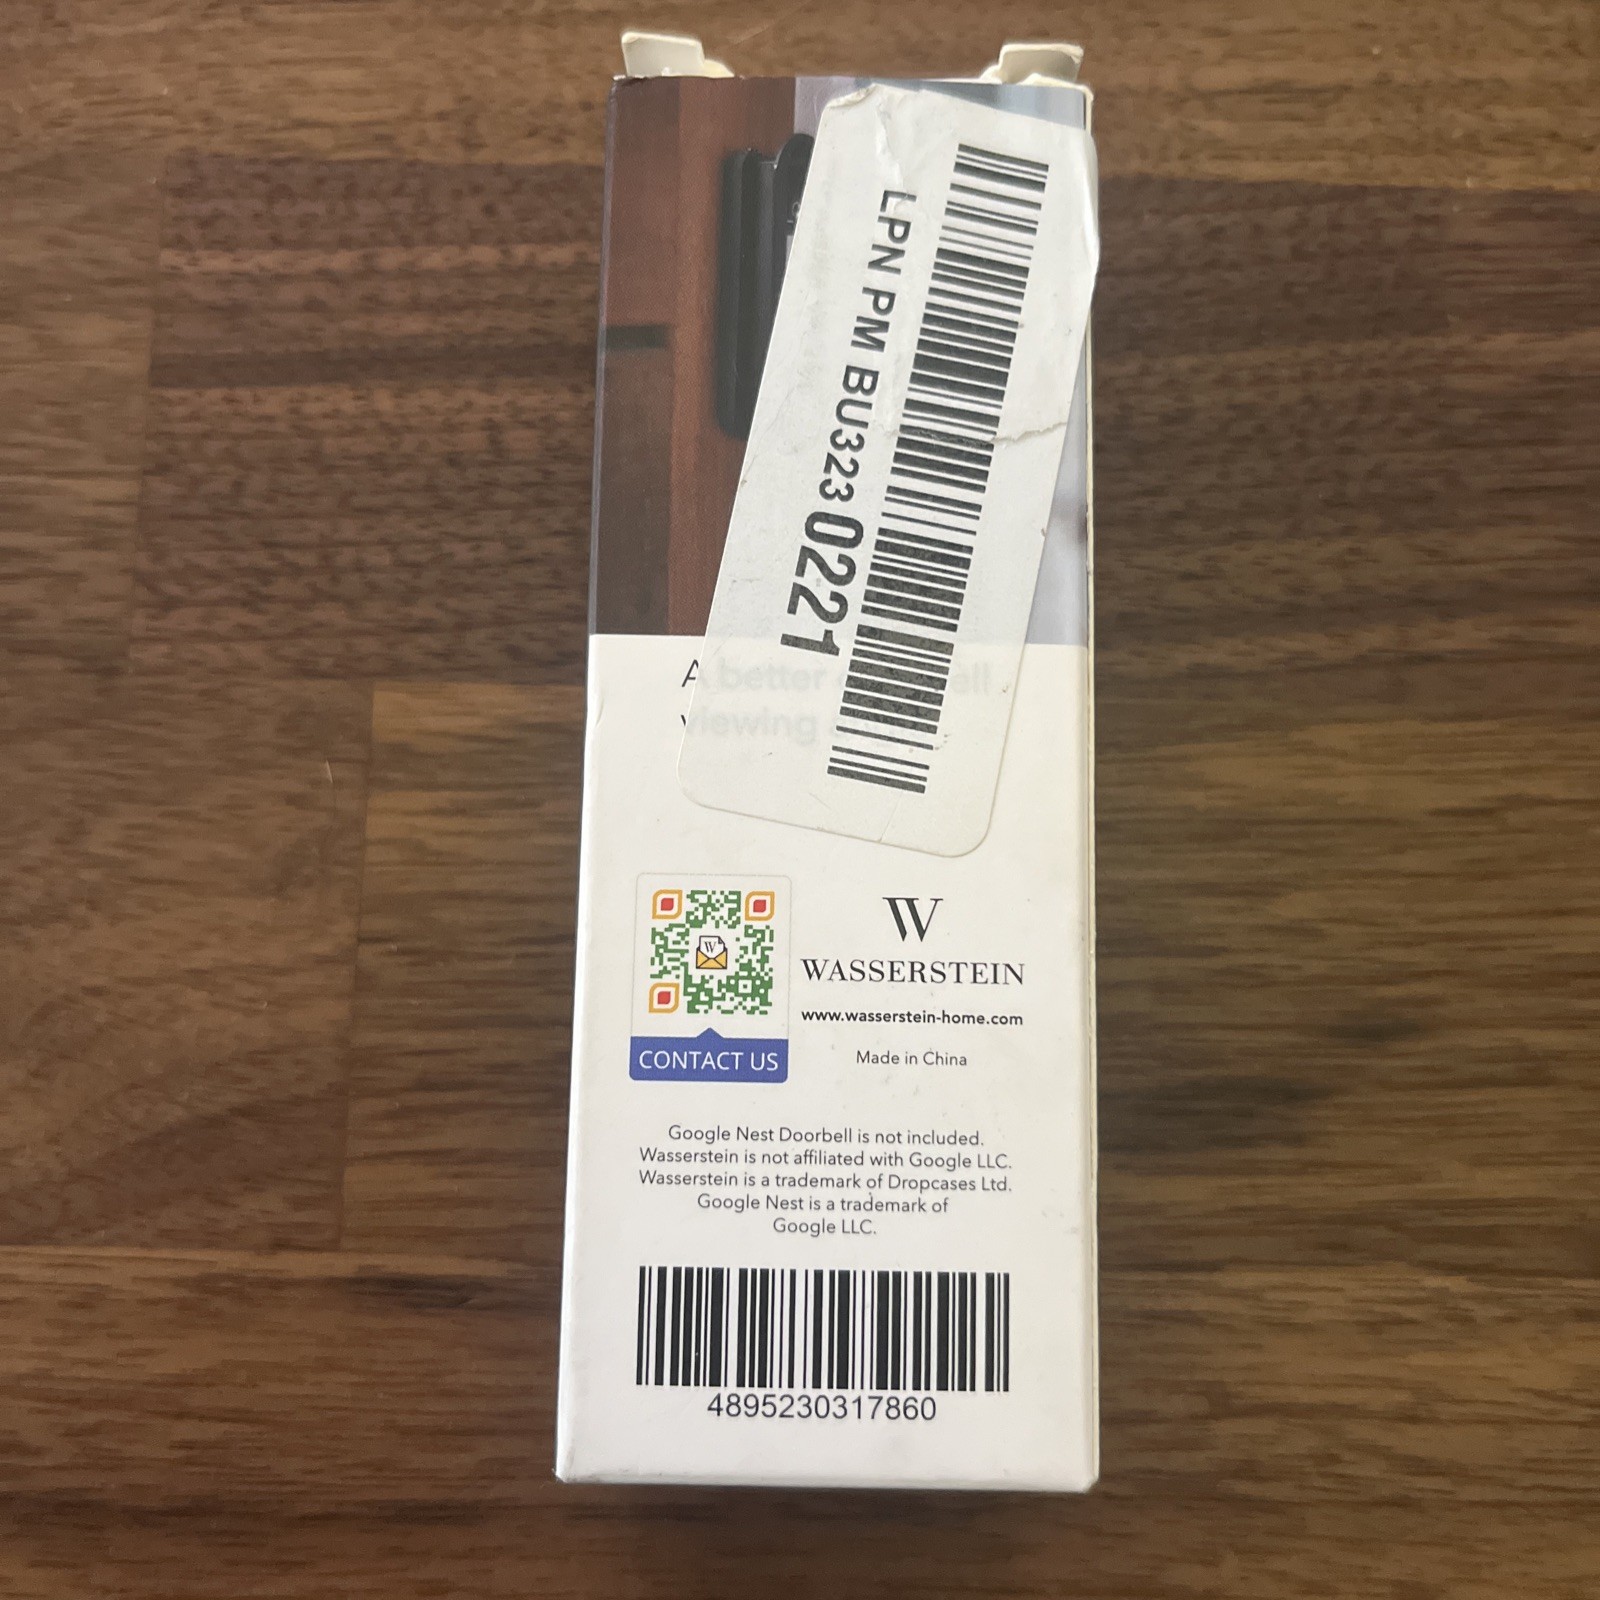 LPN PM BU323 0221
A better
viewing
W
WASSERSTEIN
www.wasserstein-home.com
Made in China
W
CONTACT US
Google Nest Doorbell is not included.
Wasserstein is not affiliated with Google LLC.
Wasserstein is a trademark of Dropcases Ltd.
Google Nest is a trademark of
Google LLC.
4895230317860